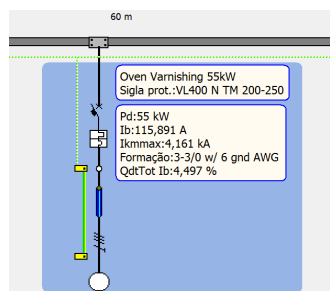 60 m
Oven Varnishing 55kW
Sigla prot.:VL400 N TM 200-250
Pd:55 kW
Ib:115,891 A
Ikmmax:4,161 kA
Formação:3-3/0 w/ 6 gnd AWG
QdtTot Ib:4,497 %